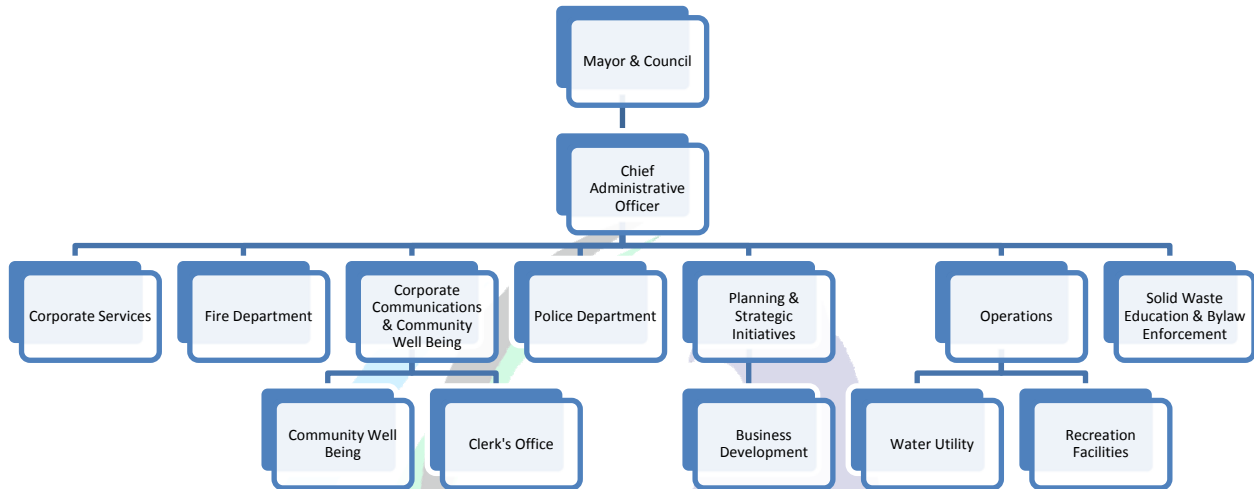 Mayor & Council
Chief
Administrative
Officer
Corporate Services
Fire Department
Corporate
Communications
& Community
Well Being
Police Department
Planning &
Strategic
Initiatives
Operations
Solid Waste
Education & Bylaw
Enforcement
Community Well
Being
Clerk's Office
Business
Development
Water Utility
Recreation
Facilities